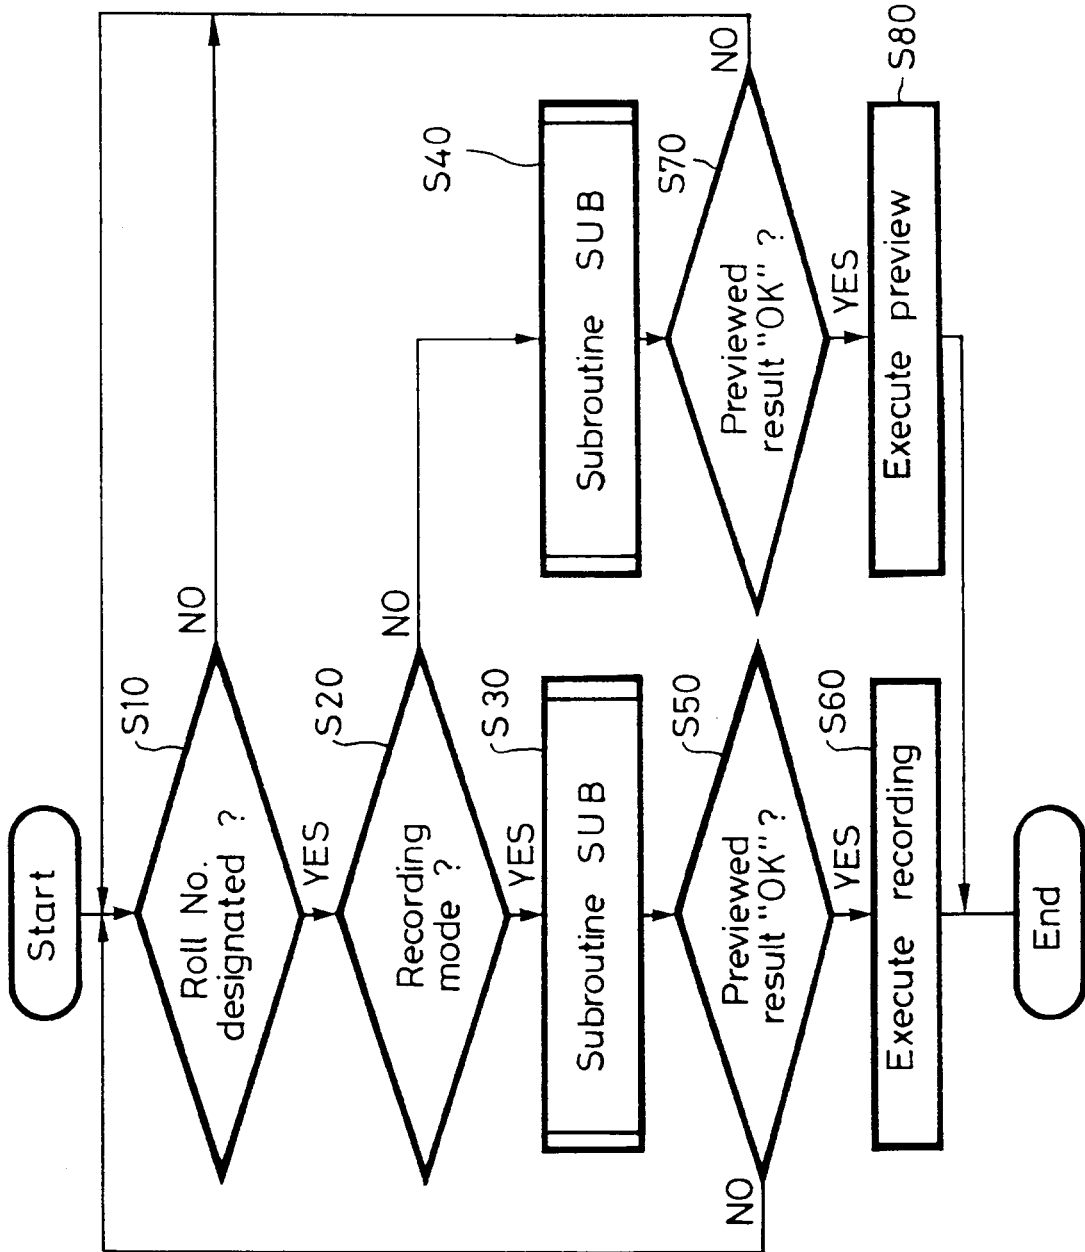 Start
S10
Roll No.
designated ?
NO
YES
S20
Recording
mode ?
NO
YES
S30
Subroutine SUB
S40
Subroutine SUB
S50
Previewed
result "OK" ?
NO
YES
S70
Previewed
result "OK" ?
NO
YES
S60
Execute recording
S80
Execute preview
End